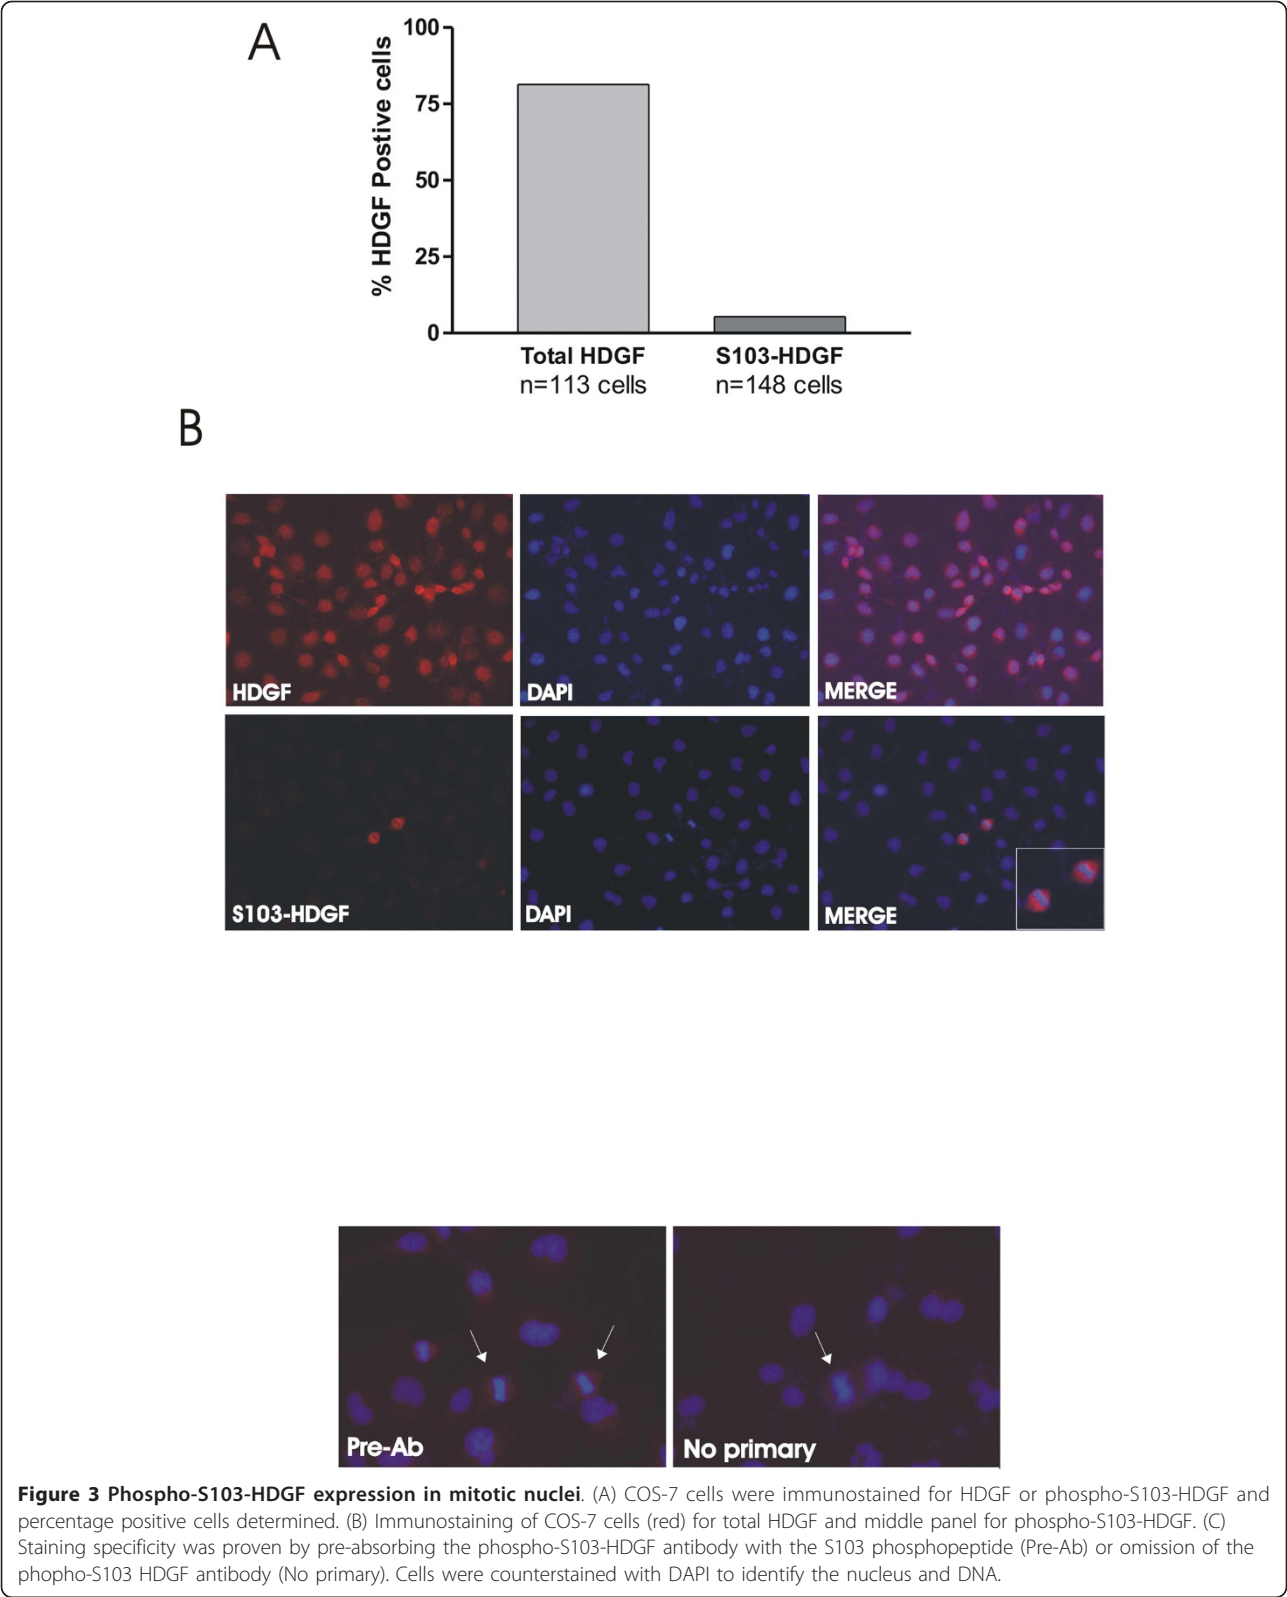 A
100
75
50
25
0
% HDGF Postive cells
Total HDGF
n=113 cells
S103-HDGF
n=148 cells
B
HDGF
DAPI
MERGE
S103-HDGF
DAPI
MERGE
Pre-Ab
No primary
Figure 3 Phospho-S103-HDGF expression in mitotic nuclei. (A) COS-7 cells were immunostained for HDGF or phospho-S103-HDGF and
percentage positive cells determined. (B) Immunostaining of COS-7 cells (red) for total HDGF and middle panel for phospho-S103-HDGF. (C)
Staining specificity was proven by pre-absorbing the phospho-S103-HDGF antibody with the S103 phosphopeptide (Pre-Ab) or omission of the
phopho-S103 HDGF antibody (No primary). Cells were counterstained with DAPI to identify the nucleus and DNA.